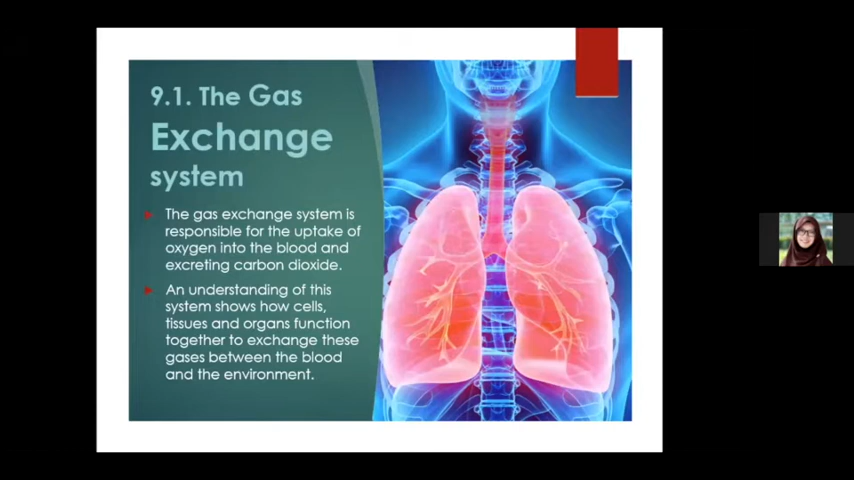 9.1. The Gas
Exchange
system
The gas exchange system is
responsible for the uptake of
oxygen into the blood and
excreting carbon dioxide.
An understanding of this
system shows how cells,
tissues and organs function
together to exchange these
gases between the blood
and the environment.